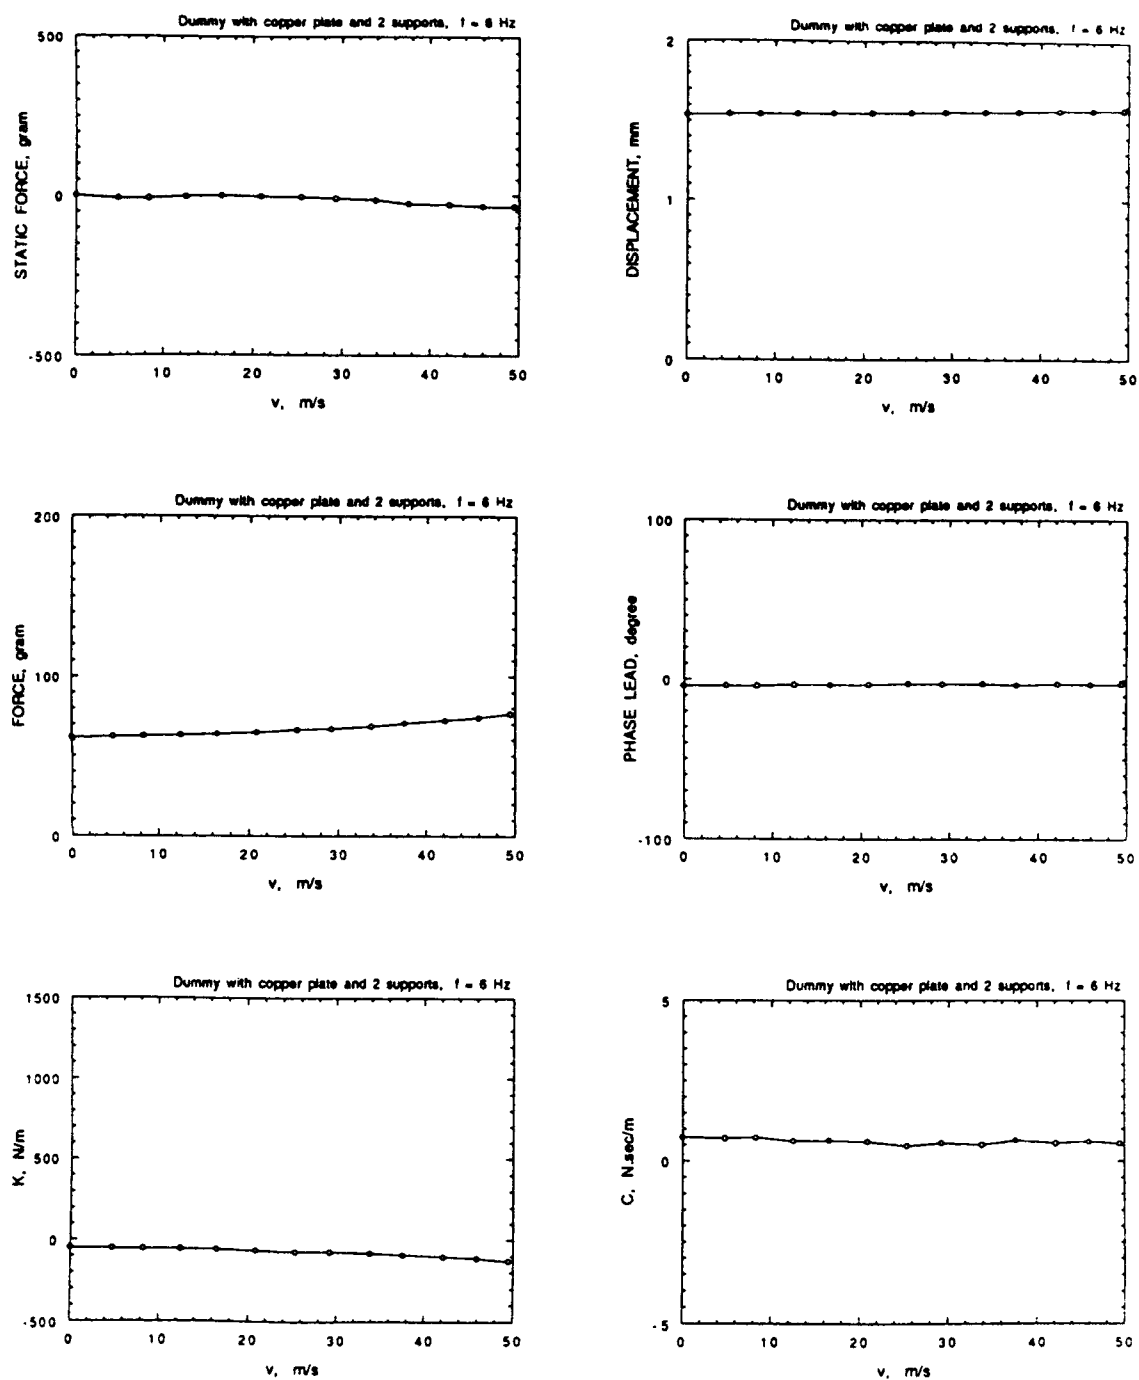 Dummy with copper plate and 2 supports, f = 6 Hz
500
0
-500
STATIC FORCE, gram
0 10 20 30 40 50
v, m/s
Dummy with copper plate and 2 supports, f = 6 Hz
2
1
0
DISPLACEMENT, mm
0 10 20 30 40 50
v, m/s
Dummy with copper plate and 2 supports, f = 6 Hz
200
100
0
FORCE, gram
0 10 20 30 40 50
v, m/s
Dummy with copper plate and 2 supports, f = 6 Hz
100
0
-100
PHASE LEAD, degree
0 10 20 30 40 50
v, m/s
Dummy with copper plate and 2 supports, f = 6 Hz
1500
1000
500
0
-500
K, N/m
0 10 20 30 40 50
v, m/s
Dummy with copper plate and 2 supports, f = 6 Hz
5
0
-5
C, N.sec/m
0 10 20 30 40 50
v, m/s